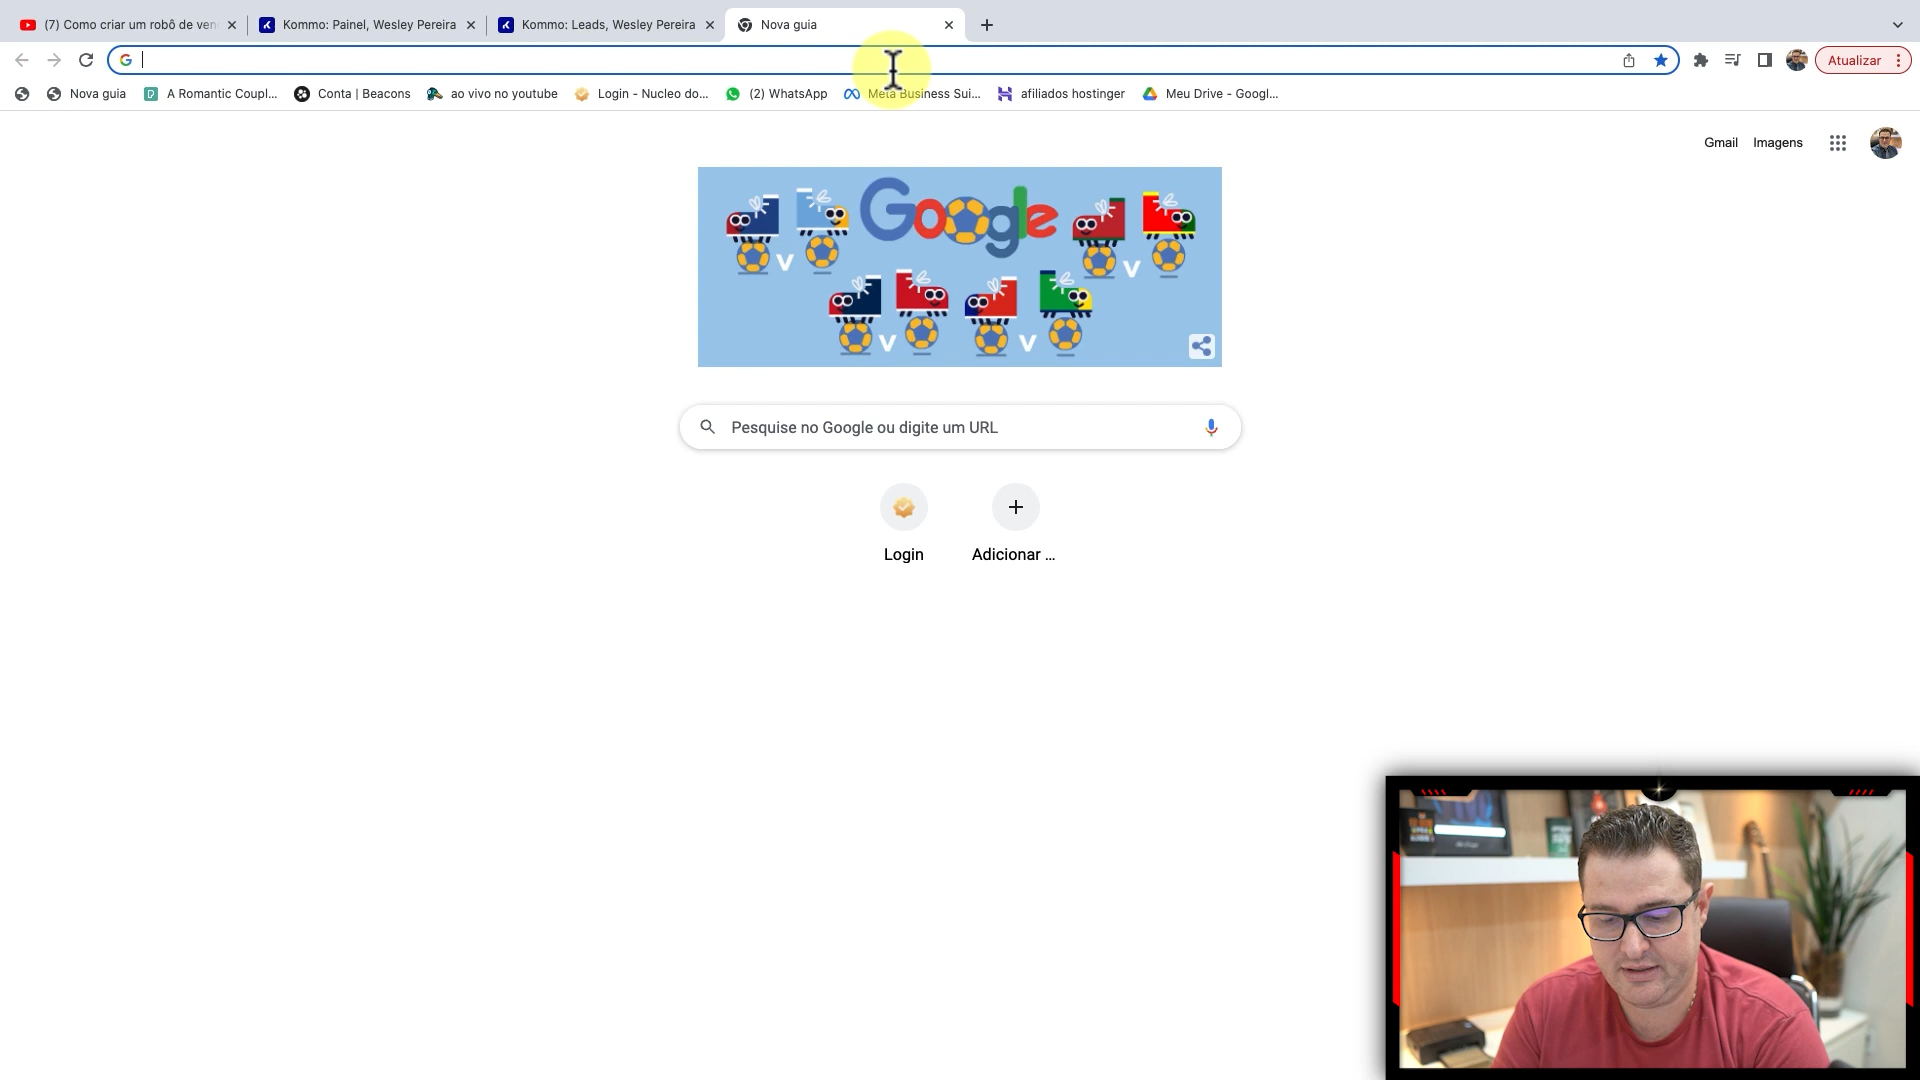 (7) Como criar um robô de ven
Kommo: Painel, Wesley Pereira
Kommo: Leads, Wesley Pereira
Nova guia
Atualizar
Nova guia
A Romantic Coupl...
Conta | Beacons
ao vivo no youtube
Login - Nucleo do...
(2) WhatsApp
Meta Business Sui...
afiliados hostinger
Meu Drive - Googl...
Gmail
Imagens
Google
v
v
v
v
Pesquise no Google ou digite um URL
Login
Adicionar ...